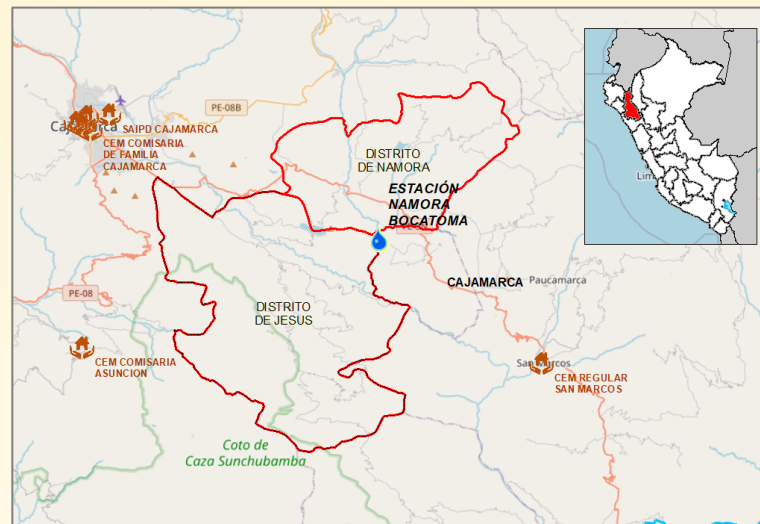 PE-08B
Cajamarca
SAIPD CAJAMARCA
CEM COMISARIA
DE FAMILIA
CAJAMARCA
DISTRITO
DE NAMORA
ESTACIÓN
NAMORA
BOCATOMA
CAJAMARCA
Paucamarca
PE-08
DISTRITO
DE JESUS
CEM COMISARIA
ASUNCION
San Marcos
CEM REGULAR
SAN MARCOS
Coto de
Caza Sunchubamba